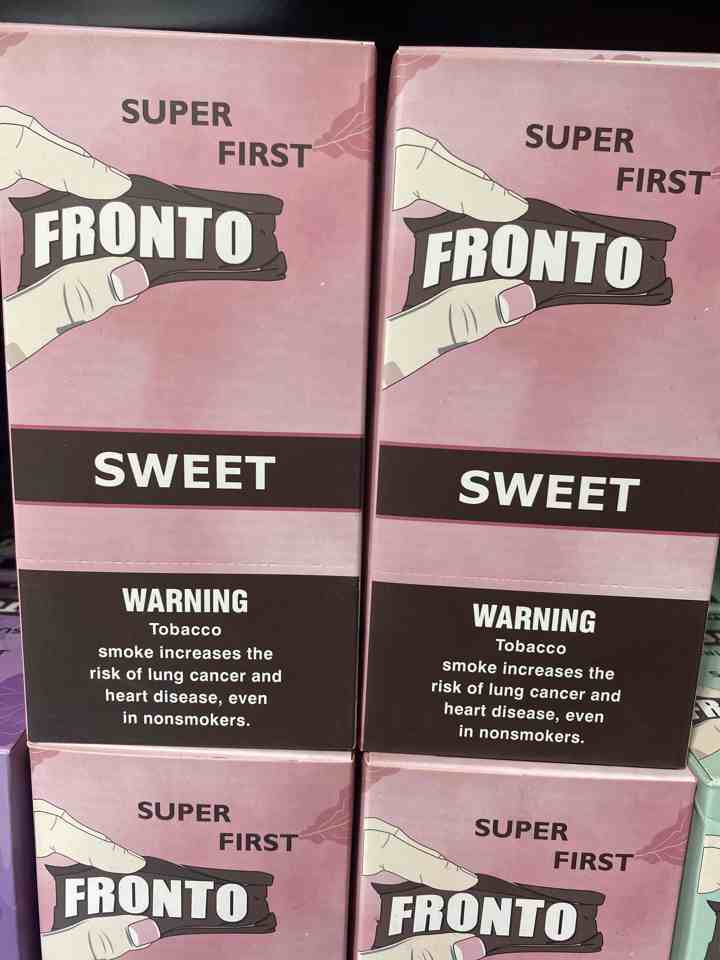 SUPER
FIRST
FRONTO
SWEET
WARNING
Tobacco
smoke increases the
risk of lung cancer and
heart disease, even
in nonsmokers.
SUPER
FIRST
FRONTO
SWEET
WARNING
Tobacco
smoke increases the
risk of lung cancer and
heart disease, even
in nonsmokers.
SUPER
FIRST
FRONTO
SUPER
FIRST
FRONTO